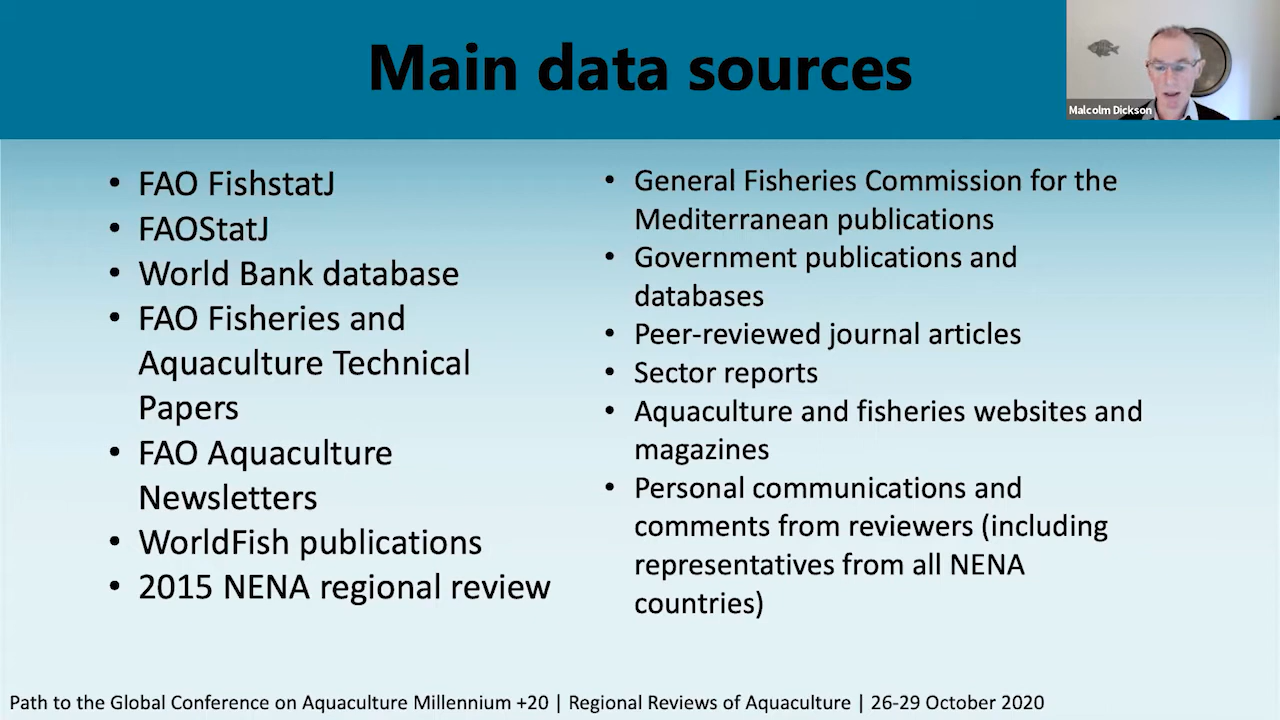 Main data sources
Malcolm Dickson
• FAO FishstatJ
• FAOStatJ
• World Bank database
• FAO Fisheries and
Aquaculture Technical
Papers
• FAO Aquaculture
Newsletters
• WorldFish publications
• 2015 NENA regional review
• General Fisheries Commission for the
Mediterranean publications
• Government publications and
databases
• Peer-reviewed journal articles
• Sector reports
• Aquaculture and fisheries websites and
magazines
• Personal communications and
comments from reviewers (including
representatives from all NENA
countries)
Path to the Global Conference on Aquaculture Millennium +20 | Regional Reviews of Aquaculture | 26-29 October 2020